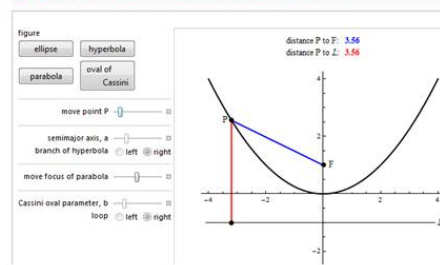 figure
ellipse
hyperbola
parabola
oval of
Cassini
move point P
semimajor axis, a
branch of hyperbola left right
move focus of parabola
Cassini oval parameter, b
loop left right
distance P to F: 3.56
distance P to L: 3.56
4
P
2
F
-4 -2 2 4
L
-2